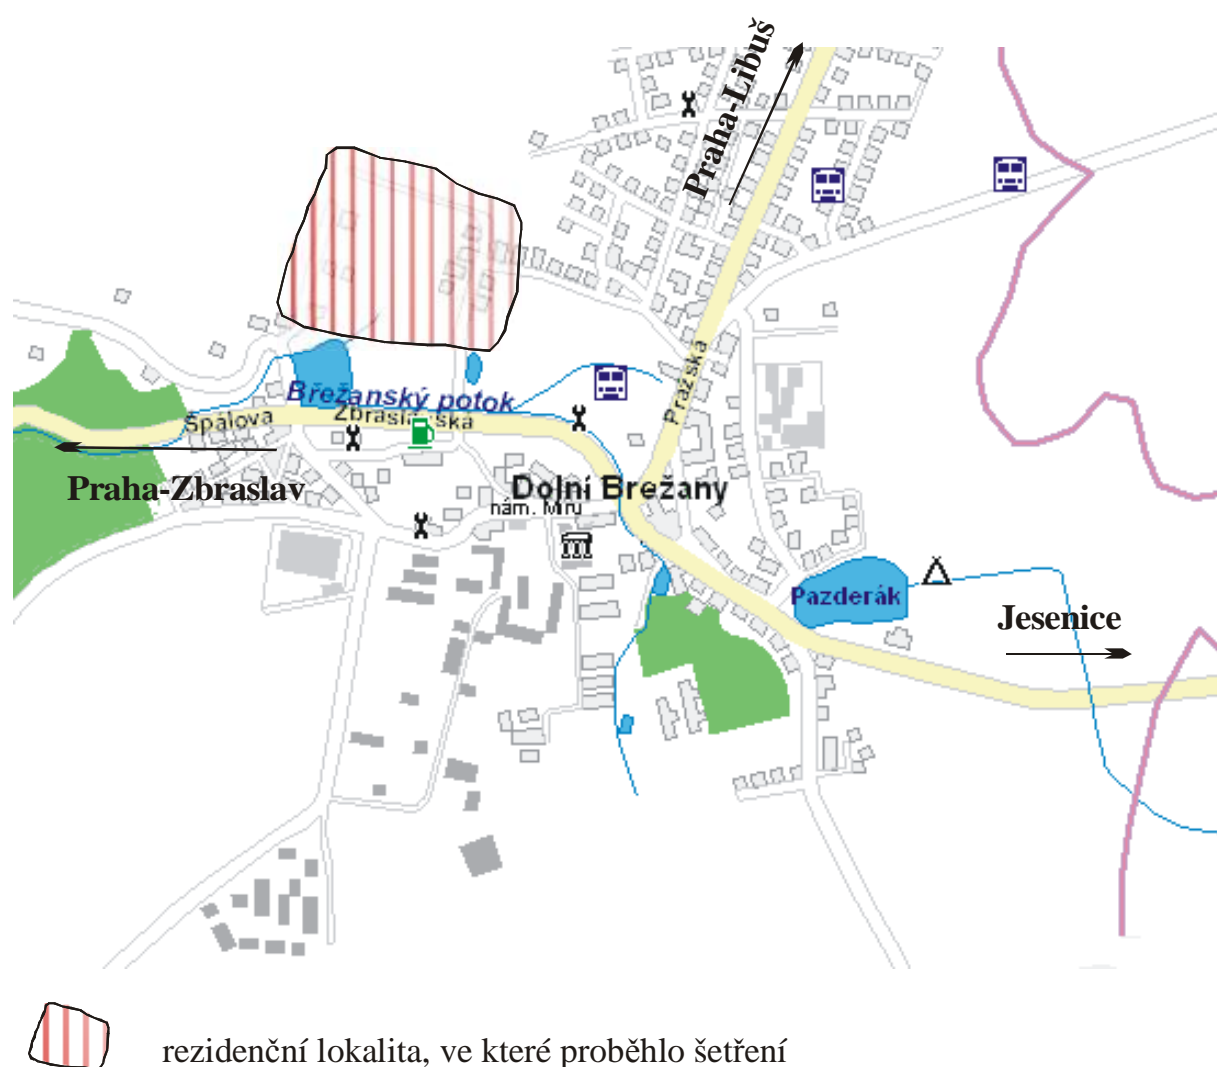 Praha-Libuš
Pražská
Břežanský potok
Zbraslavská
Špálova
Praha-Zbraslav
Dolní Brežany
nám. Míru
Pazderák
Jesenice
rezidenční lokalita, ve které proběhlo šetření